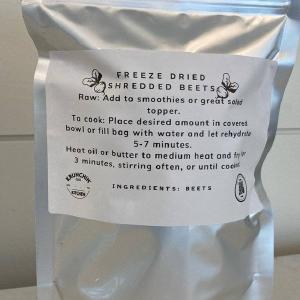 FREEZE DRIED
SHREDDED BEETS
Raw: Add to smoothies or great salad
topper.
To cook: Place desired amount in covered
bowl or fill bag with water and let rehydrate
5-7 minutes.
Heat oil or butter to medium heat and fry for
3 minutes, stirring often, or until cooked.
INGREDIENTS: BEETS
KRUNCHIN'
KITCHEN